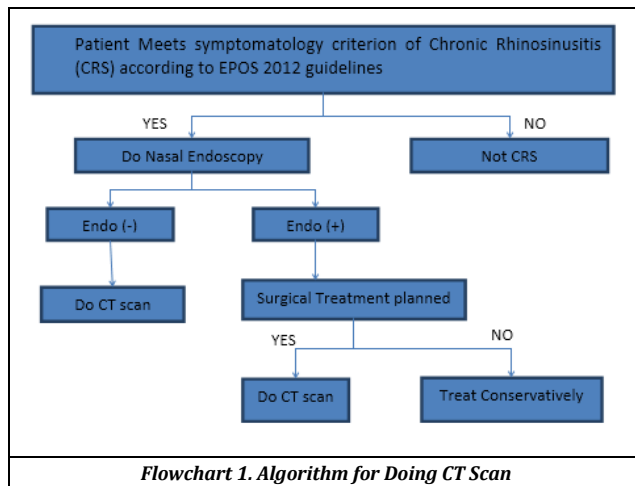 Patient Meets symptomatology criterion of Chronic Rhinosinusitis
(CRS) according to EPOS 2012 guidelines
YES
NO
Do Nasal Endoscopy
Not CRS
Endo (-)
Endo (+)
Do CT scan
Surgical Treatment planned
YES
NO
Do CT scan
Treat Conservatively
Flowchart 1. Algorithm for Doing CT Scan